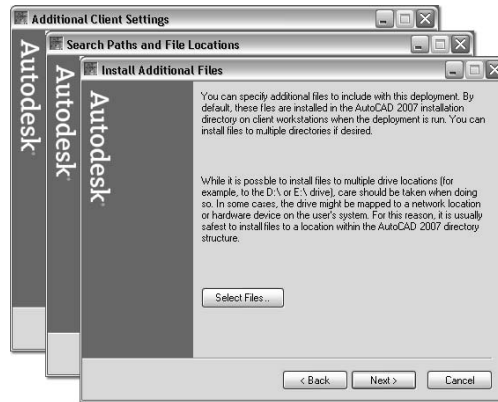 Additional Client Settings
Search Paths and File Locations
Install Additional Files
Autodesk
Autodesk
Autodesk
You can specify additional files to include with this deployment. By
default, these files are installed in the AutoCAD 2007 installation
directory on client workstations when the deployment is run. You can
install files to multiple directories if desired.
While it is possble to install files to multiple drive locations (for
example, to the D:\ or E:\ drive), care should be taken when doing
so. In some cases, the drive might be mapped to a network location
or hardware device on the user's system. For this reason, it is usually
safest to install files to a location within the AutoCAD 2007 directory
structure.
Select Files..
< Back Next > Cancel